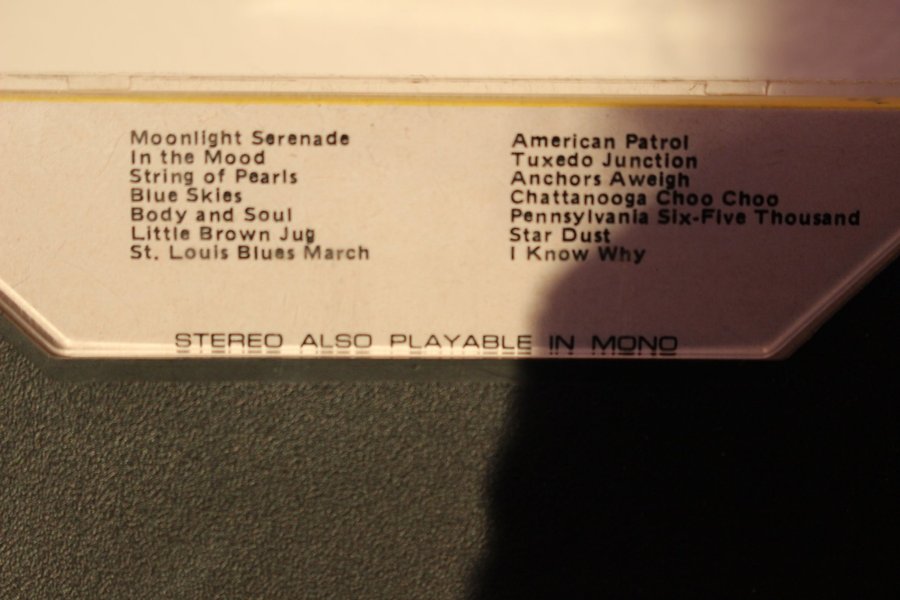 Moonlight Serenade
In the Mood
String of Pearls
Blue Skies
Body and Soul
Little Brown Jug
St. Louis Blues March
American Patrol
Tuxedo Junction
Anchors Aweigh
Chattanooga Choo Choo
Pennsylvania Six-Five Thousand
Star Dust
I Know Why
STEREO ALSO PLAYABLE IN MONO